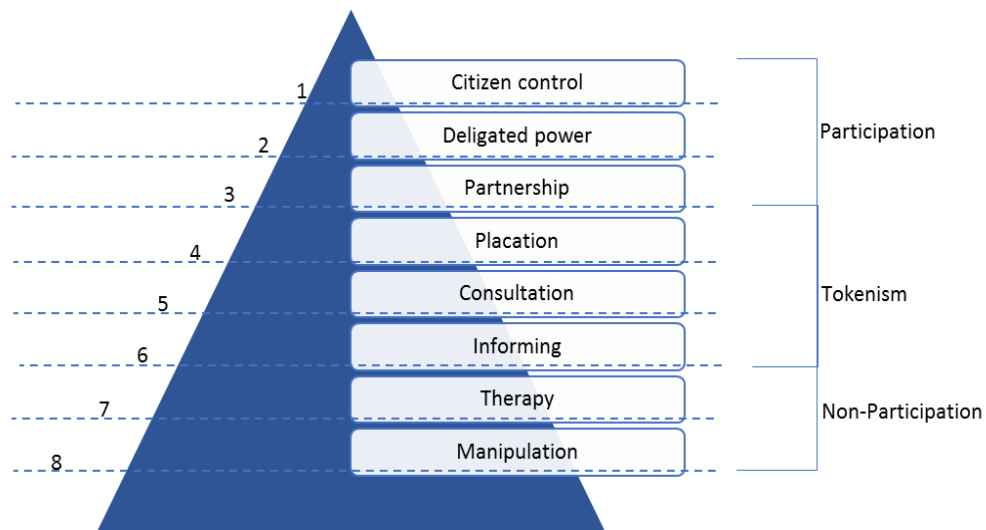 1 Citizen control
2 Deligated power
Participation
3 Partnership
4 Placation
5 Consultation
Tokenism
6 Informing
7 Therapy
Non-Participation
8 Manipulation